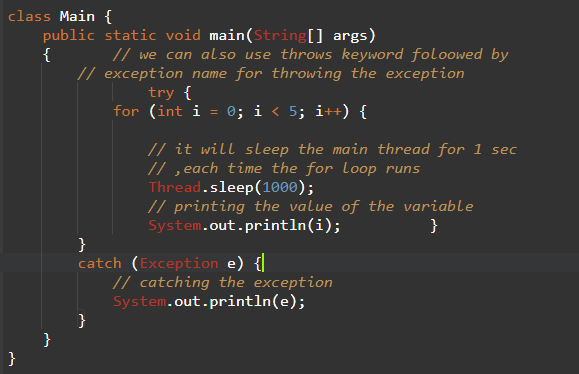 class Main {
public static void main(String[] args)
{ // we can also use throws keyword foloowed by
// exception name for throwing the exception
try {
for (int i = 0; i < 5; i++) {
// it will sleep the main thread for 1 sec
// ,each time the for loop runs
Thread.sleep(1000);
// printing the value of the variable
System.out.println(i); }
}
catch (Exception e) {
// catching the exception
System.out.println(e);
}
}
}